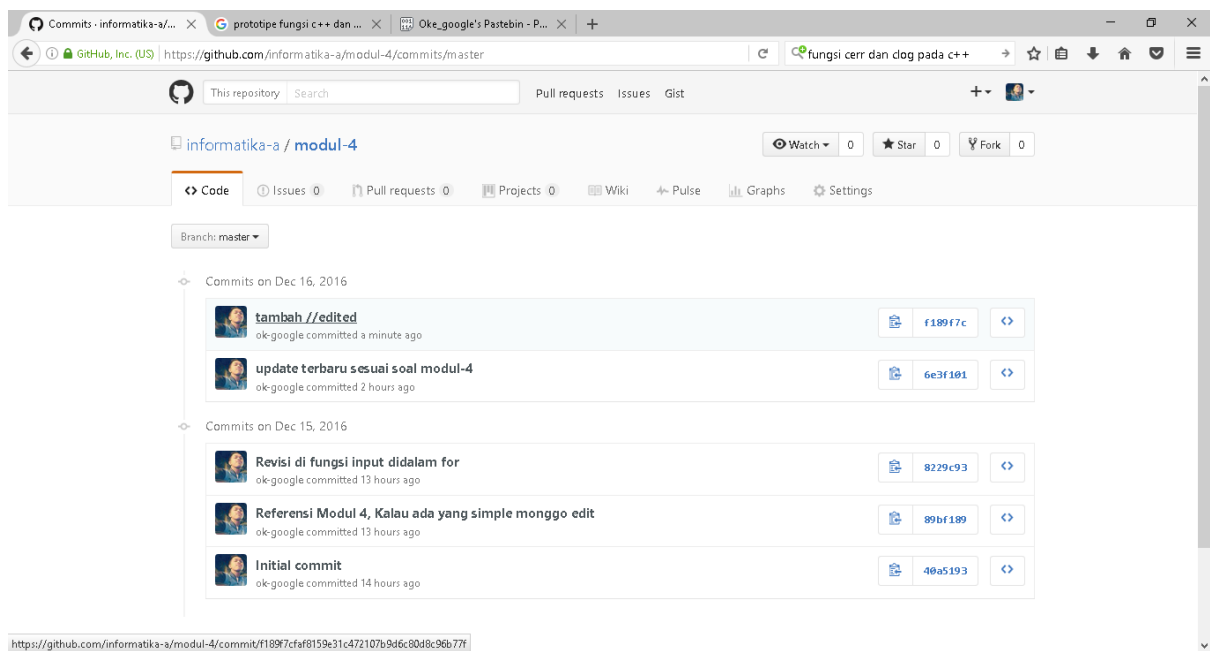 Commits · informatika-a/...
prototipe fungsi c++ dan ...
Oke_google's Pastebin - P...
GitHub, Inc. (US)
https://github.com/informatika-a/modul-4/commits/master
fungsi cerr dan clog pada c++
This repository Search
Pull requests Issues Gist
informatika-a / modul-4
Watch 0 Star 0 Fork 0
Code Issues 0 Pull requests 0 Projects 0 Wiki Pulse Graphs Settings
Branch: master
Commits on Dec 16, 2016
tambah //edited
f189f7c
ok-google committed a minute ago
update terbaru sesuai soal modul-4
6e3f101
ok-google committed 2 hours ago
Commits on Dec 15, 2016
Revisi di fungsi input didalam for
8229c93
ok-google committed 13 hours ago
Referensi Modul 4, Kalau ada yang simple monggo edit
89bf189
ok-google committed 13 hours ago
Initial commit
40a5193
ok-google committed 14 hours ago
https://github.com/informatika-a/modul-4/commit/f189f7cfaf8159e31c472107b9d6c80d8c96b77f